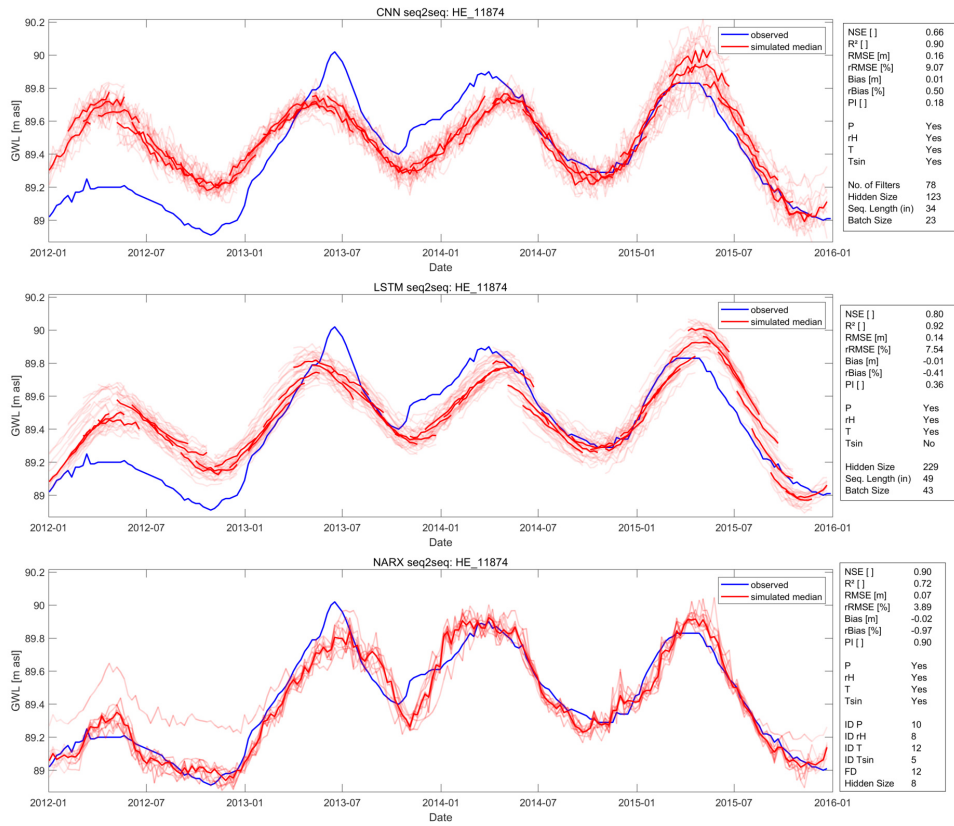 CNN seq2seq: HE_11874
90.2
90
89.8
89.6
89.4
89.2
89
GWL [m asl]
observed
simulated median
2012-01 2012-07 2013-01 2013-07 2014-01 2014-07 2015-01 2015-07 2016-01
Date
NSE [ ] 0.66
R² [ ] 0.90
RMSE [m] 0.16
rRMSE [%] 9.07
Bias [m] 0.01
rBias [%] 0.50
PI [ ] 0.18
P Yes
rH Yes
T Yes
Tsin Yes
No. of Filters 78
Hidden Size 123
Seq. Length (in) 34
Batch Size 23
LSTM seq2seq: HE_11874
90.2
90
89.8
89.6
89.4
89.2
89
GWL [m asl]
observed
simulated median
2012-01 2012-07 2013-01 2013-07 2014-01 2014-07 2015-01 2015-07 2016-01
Date
NSE [ ] 0.80
R² [ ] 0.92
RMSE [m] 0.14
rRMSE [%] 7.54
Bias [m] -0.01
rBias [%] -0.41
PI [ ] 0.36
P Yes
rH Yes
T Yes
Tsin No
Hidden Size 229
Seq. Length (in) 49
Batch Size 43
NARX seq2seq: HE_11874
90.2
90
89.8
89.6
89.4
89.2
89
GWL [m asl]
observed
simulated median
2012-01 2012-07 2013-01 2013-07 2014-01 2014-07 2015-01 2015-07 2016-01
Date
NSE [ ] 0.90
R² [ ] 0.72
RMSE [m] 0.07
rRMSE [%] 3.89
Bias [m] -0.02
rBias [%] -0.97
PI [ ] 0.90
P Yes
rH Yes
T Yes
Tsin Yes
ID P 10
ID rH 8
ID T 12
ID Tsin 5
FD 12
Hidden Size 8